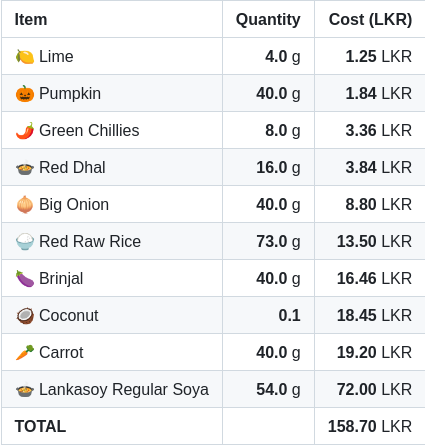 Item Quantity Cost (LKR)
🍋 Lime 4.0 g 1.25 LKR
🎃 Pumpkin 40.0 g 1.84 LKR
🌶️ Green Chillies 8.0 g 3.36 LKR
🍲 Red Dhal 16.0 g 3.84 LKR
🧅 Big Onion 40.0 g 8.80 LKR
🍚 Red Raw Rice 73.0 g 13.50 LKR
🍆 Brinjal 40.0 g 16.46 LKR
🥥 Coconut 0.1 18.45 LKR
🥕 Carrot 40.0 g 19.20 LKR
🍲 Lankasoy Regular Soya 54.0 g 72.00 LKR
TOTAL 158.70 LKR